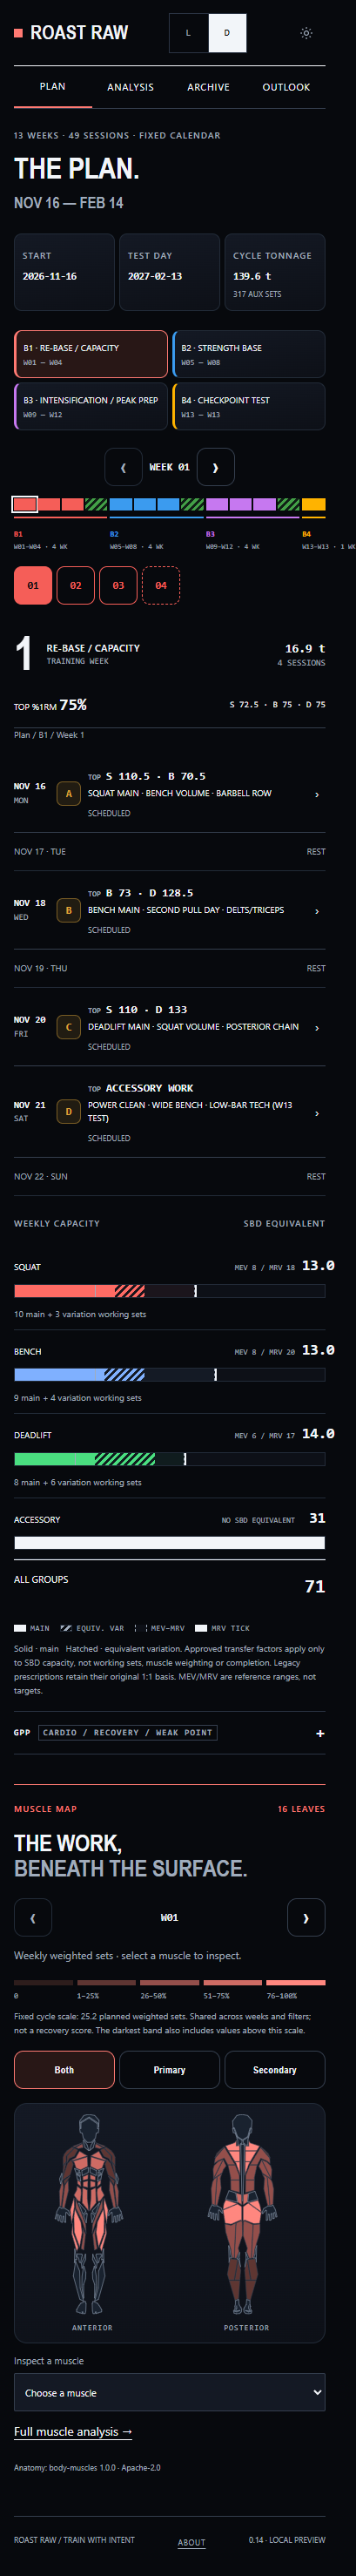 ROAST RAW
L D
PLAN ANALYSIS ARCHIVE OUTLOOK
13 WEEKS · 49 SESSIONS · FIXED CALENDAR
THE PLAN.
NOV 16 — FEB 14
START TEST DAY CYCLE TONNAGE
2026-11-16 2027-02-13 139.6 t
317 AUX SETS
B1 · RE-BASE / CAPACITY
W01 — W04
B2 · STRENGTH BASE
W05 — W08
B3 · INTENSIFICATION / PEAK PREP
W09 — W12
B4 · CHECKPOINT TEST
W13 — W13
‹ WEEK 01 ›
B1 B2 B3 B4
W01–W04 · 4 WK W05–W08 · 4 WK W09–W12 · 4 WK W13–W13 · 1 WK
01 02 03 04
1 RE-BASE / CAPACITY 16.9 t
TRAINING WEEK 4 SESSIONS
TOP %1RM 75% S 72.5 · B 75 · D 75
Plan / B1 / Week 1
NOV 16 MON A TOP S 110.5 · B 70.5
SQUAT MAIN · BENCH VOLUME · BARBELL ROW ›
SCHEDULED
NOV 17 · TUE REST
NOV 18 WED B TOP B 73 · D 128.5
BENCH MAIN · SECOND PULL DAY · DELTS/TRICEPS ›
SCHEDULED
NOV 19 · THU REST
NOV 20 FRI C TOP S 110 · D 133
DEADLIFT MAIN · SQUAT VOLUME · POSTERIOR CHAIN ›
SCHEDULED
NOV 21 SAT D TOP ACCESSORY WORK
POWER CLEAN · WIDE BENCH · LOW-BAR TECH (W13
TEST) ›
SCHEDULED
NOV 22 · SUN REST
WEEKLY CAPACITY SBD EQUIVALENT
SQUAT MEV 8 / MRV 18 13.0
10 main + 3 variation working sets
BENCH MEV 8 / MRV 20 13.0
9 main + 4 variation working sets
DEADLIFT MEV 6 / MRV 17 14.0
8 main + 6 variation working sets
ACCESSORY NO SBD EQUIVALENT 31
ALL GROUPS 71
MAIN EQUIV. VAR MEV–MRV MRV TICK
Solid · main Hatched · equivalent variation. Approved transfer factors apply only
to SBD capacity, not working sets, muscle weighting or completion. Legacy
prescriptions retain their original 1:1 basis. MEV/MRV are reference ranges, not
targets.
GPP CARDIO / RECOVERY / WEAK POINT +
MUSCLE MAP 16 LEAVES
THE WORK,
BENEATH THE SURFACE.
‹ W01 ›
Weekly weighted sets · select a muscle to inspect.
0 1–25% 26–50% 51–75% 76–100%
Fixed cycle scale: 25.2 planned weighted sets. Shared across weeks and filters;
not a recovery score. The darkest band also includes values above this scale.
Both Primary Secondary
ANTERIOR POSTERIOR
Inspect a muscle
Choose a muscle
Full muscle analysis →
Anatomy: body-muscles 1.0.0 · Apache-2.0
ROAST RAW / TRAIN WITH INTENT ABOUT 0.14 · LOCAL PREVIEW